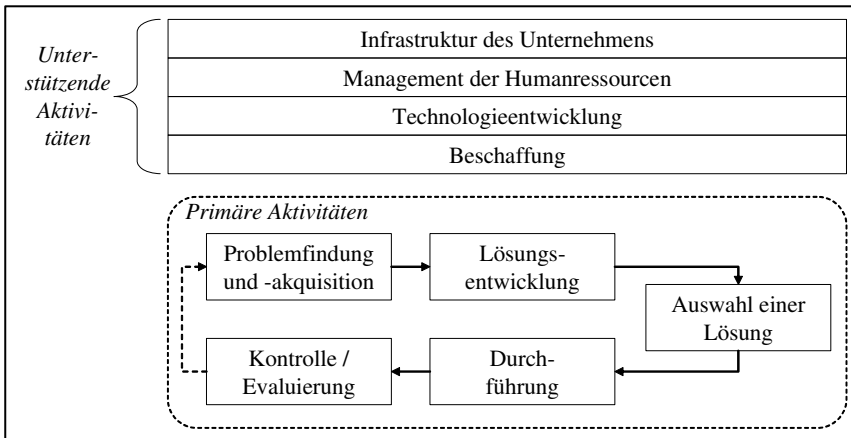 Unter-
stützende
Aktivi-
täten
Infrastruktur des Unternehmens
Management der Humanressourcen
Technologieentwicklung
Beschaffung
Primäre Aktivitäten
Problemfindung
und -akquisition
Lösungs-
entwicklung
Auswahl einer
Lösung
Durch-
führung
Kontrolle /
Evaluierung